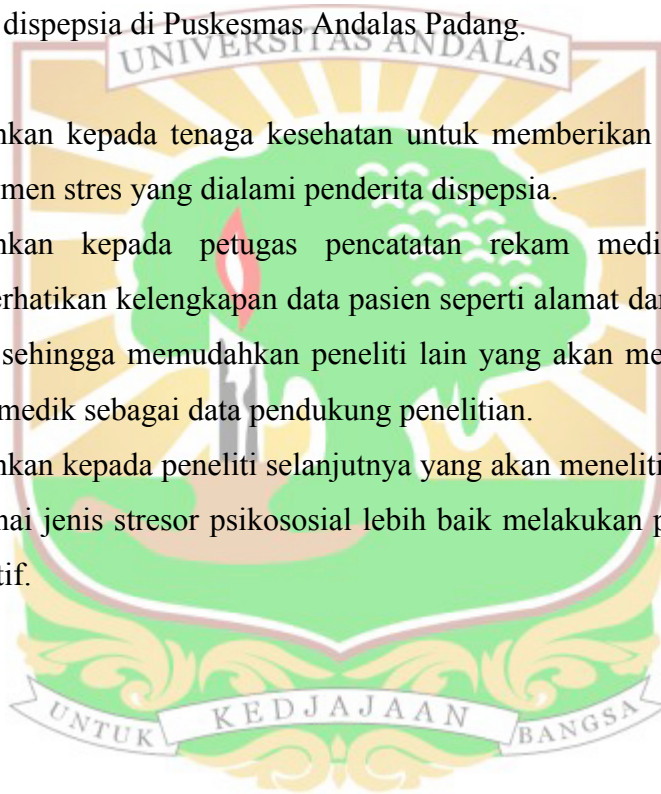 dispepsia di Puskesmas Andalas Padang.
UNIVERSITAS ANDALAS
nkan kepada tenaga kesehatan untuk memberikan
men stres yang dialami penderita dispepsia.
nkan kepada petugas pencatatan rekam medi
erhatikan kelengkapan data pasien seperti alamat dan
sehingga memudahkan peneliti lain yang akan me
medik sebagai data pendukung penelitian.
nkan kepada peneliti selanjutnya yang akan meneliti
nai jenis stresor psikososial lebih baik melakukan p
tif.
UNTUK KEDJAJAAN BANGSA